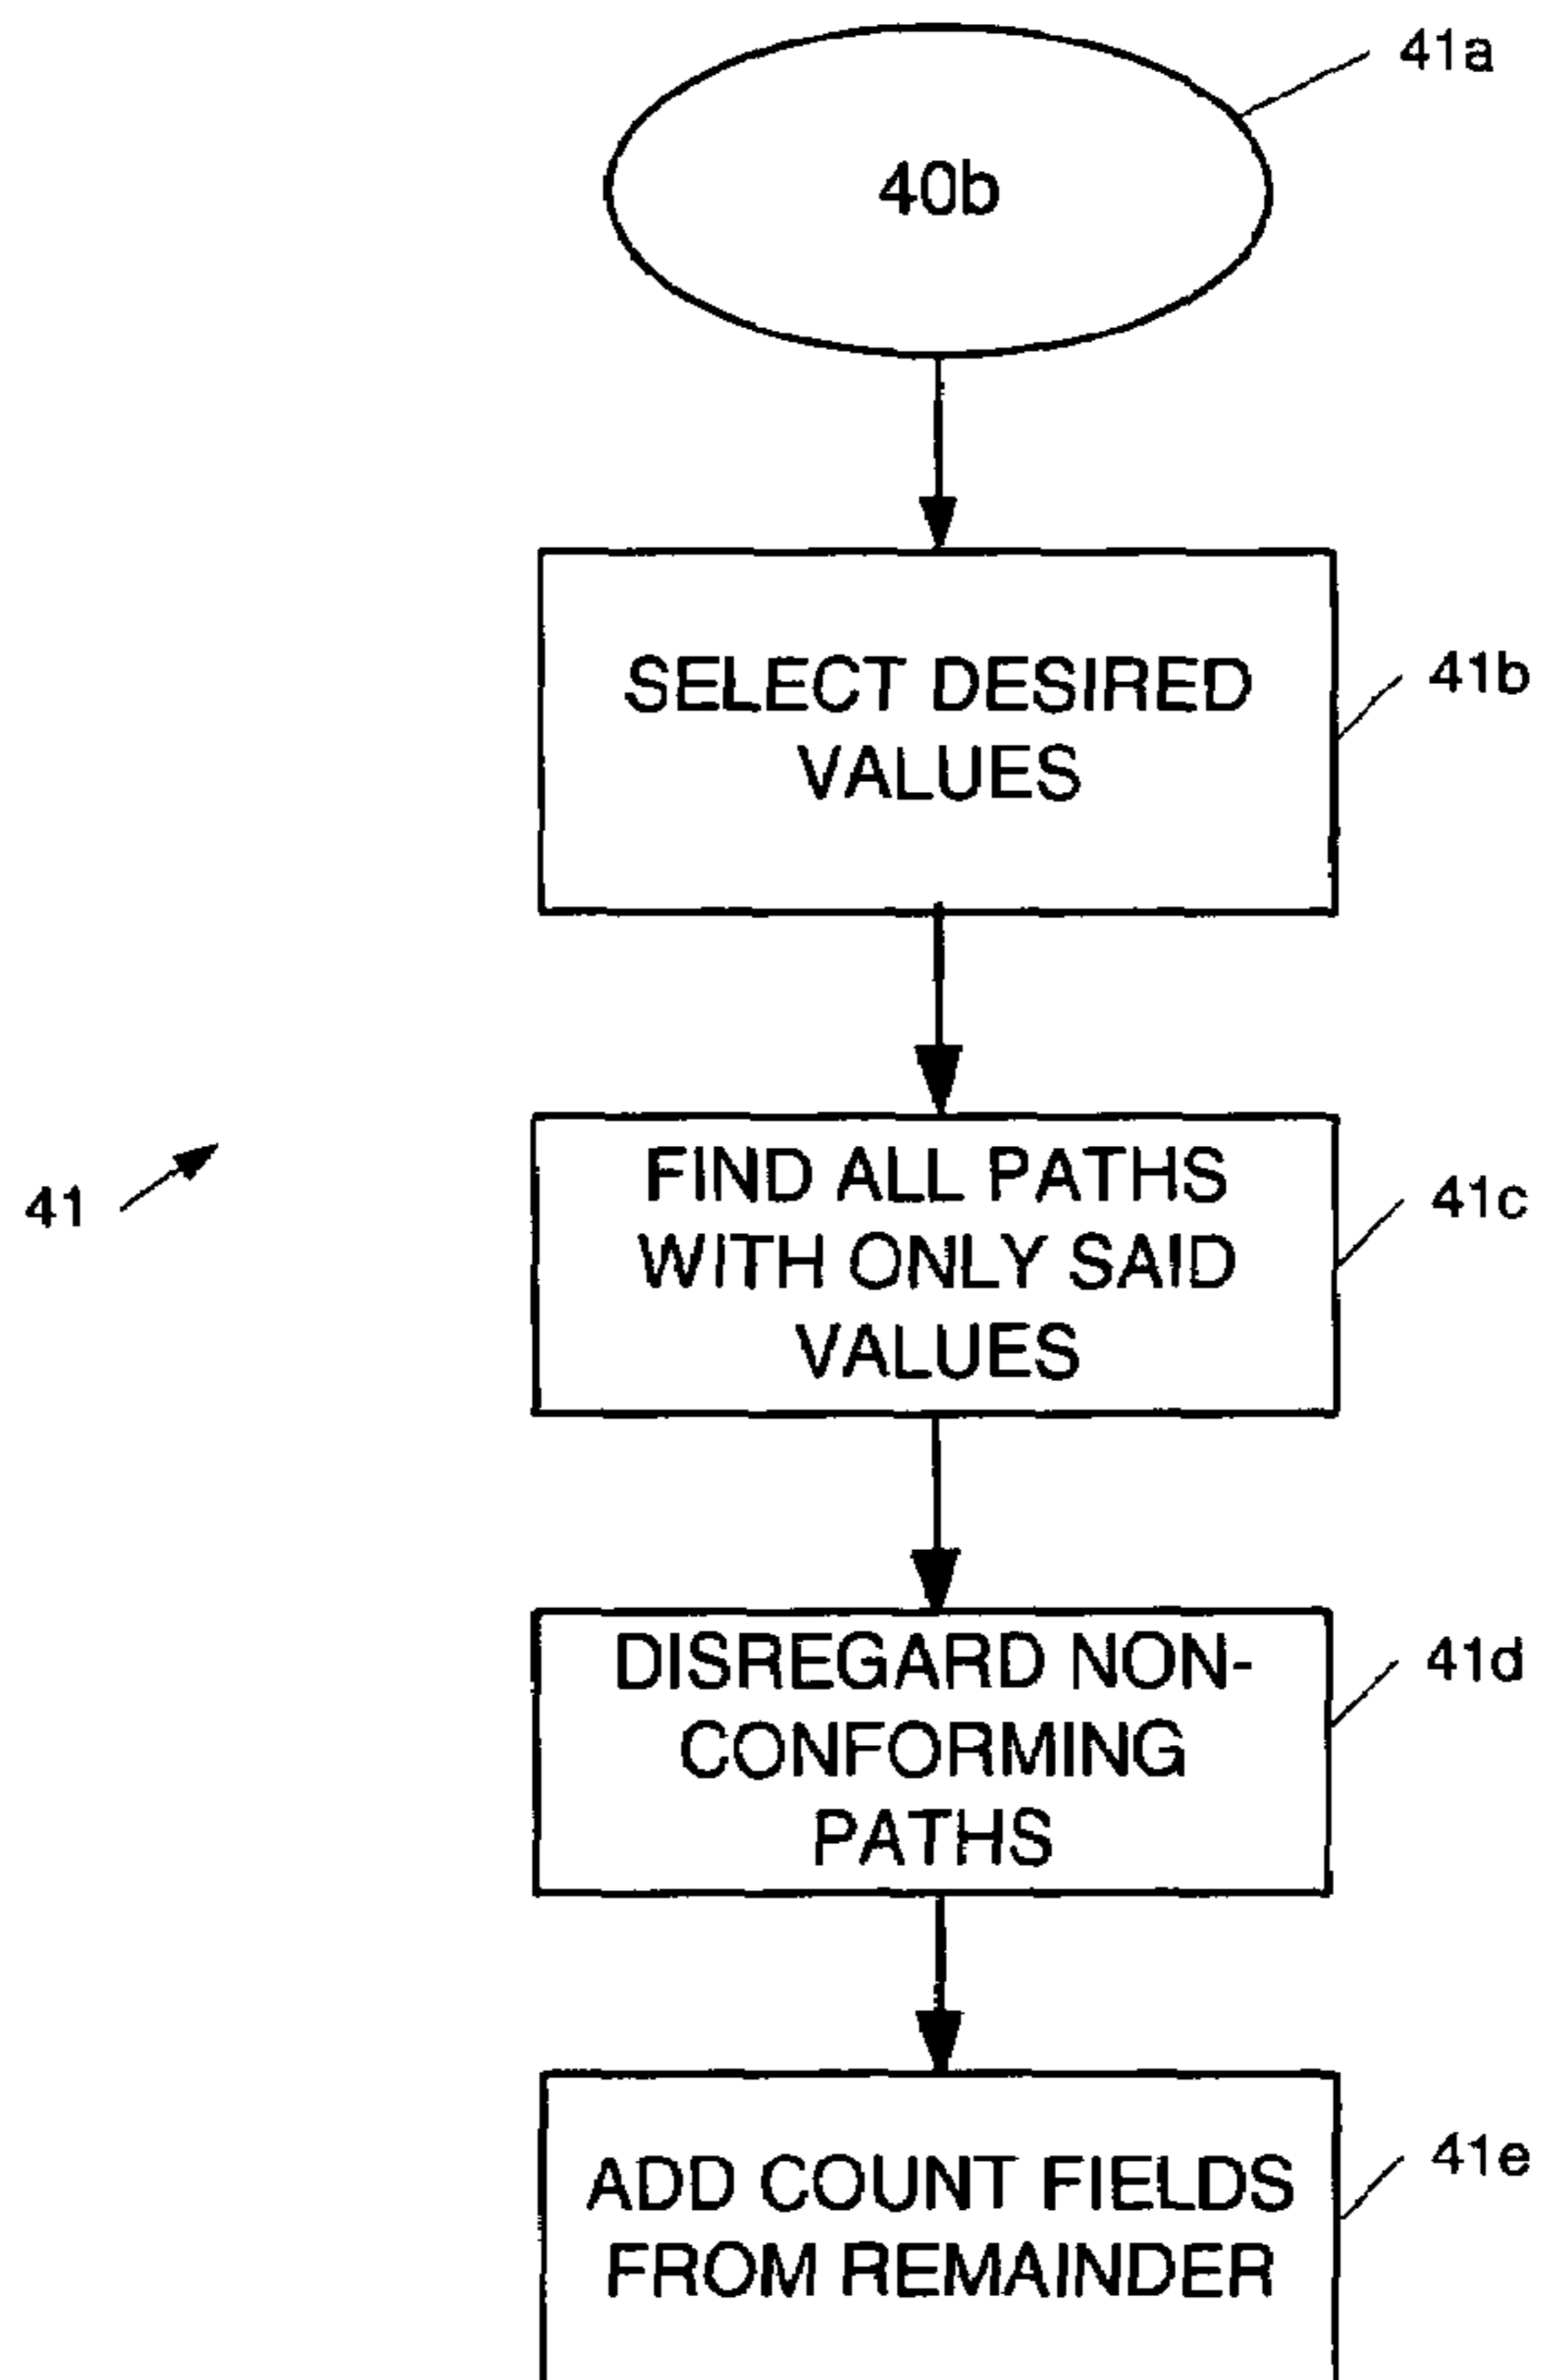 41a
40b
SELECT DESIRED
VALUES
41b
FIND ALL PATHS
WITH ONLY SAID
VALUES
41c
41
DISREGARD NON-
CONFORMING
PATHS
41d
ADD COUNT FIELDS
FROM REMAINDER
41e